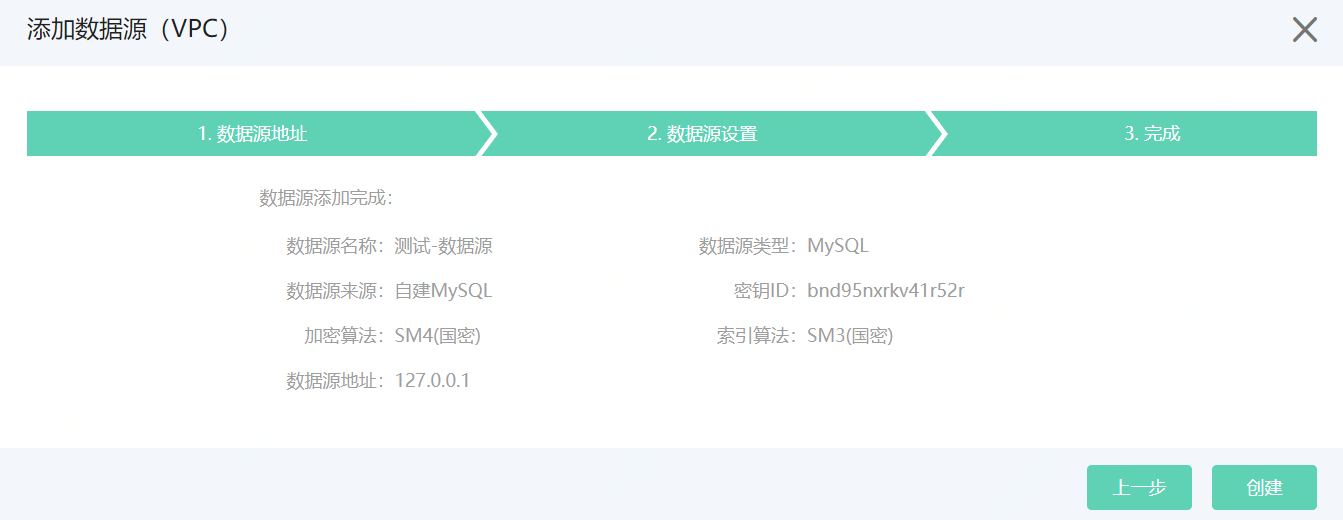 添加数据源（VPC）
1. 数据源地址
2. 数据源设置
3. 完成
数据源添加完成：
数据源名称：测试-数据源
数据源类型：MySQL
数据源来源：自建MySQL
密钥ID：bnd95nxrkv41r52r
加密算法：SM4(国密)
索引算法：SM3(国密)
数据源地址：127.0.0.1
上一步
创建